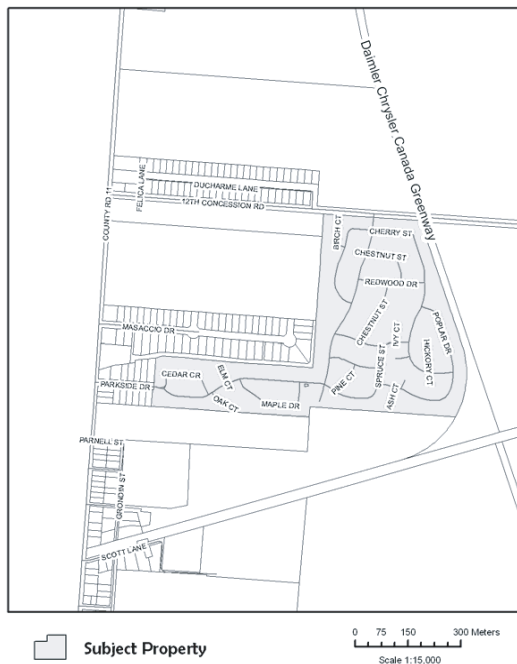 Daimler Chrysler Canada Greenway
COUNTY RD 11
FELICA LANE
DUCHARME LANE
12TH CONCESSION RD
BIRCH CT
CHERRY ST
CHESTNUT ST
REDWOOD DR
CHESTNUT ST
IVY CT
POPLAR DR
HICKORY CT
MASACCIO DR
CEDAR CR
ELM CT
PARKSIDE DR
OAK CT
MAPLE DR
PINE CT
SPRUCE ST
ASH CT
PARNELL ST
GRONDIN ST
SCOTT LANE
Subject Property
0 75 150 300 Meters
Scale 1:15,000